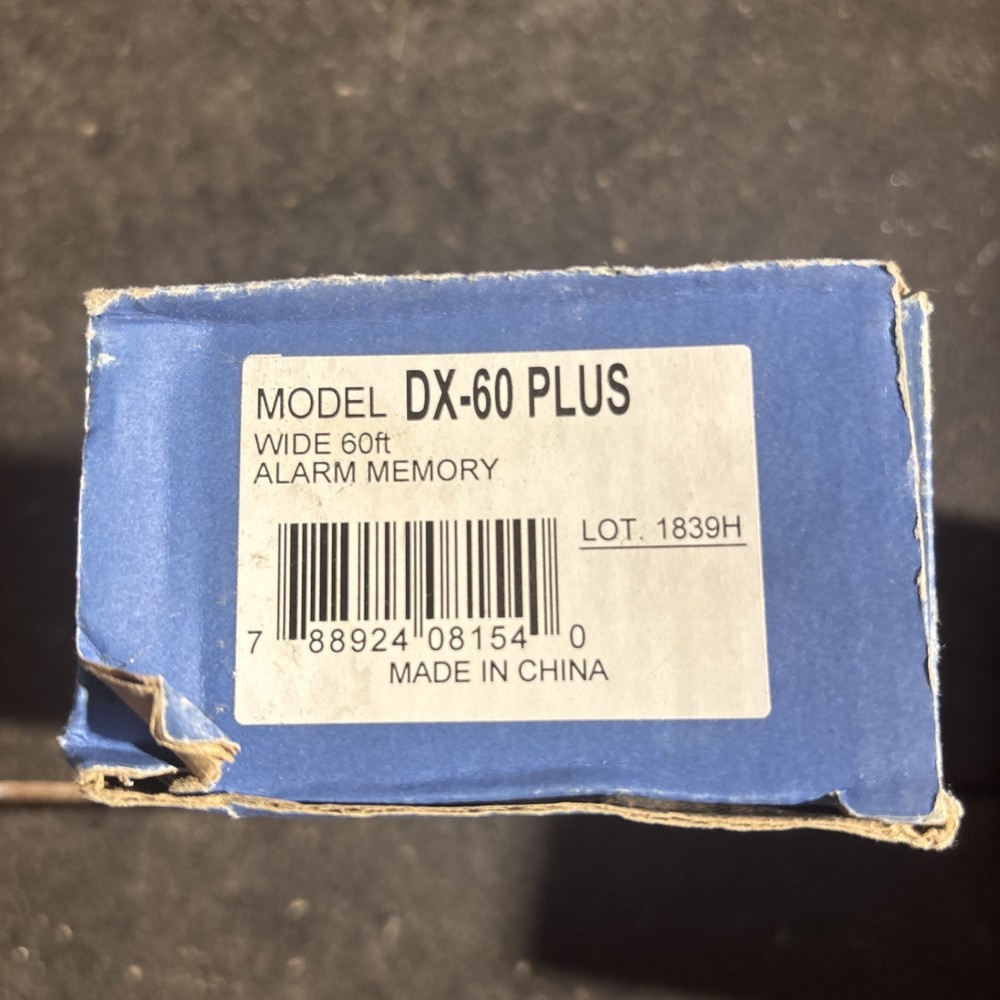 MODEL DX-60 PLUS
WIDE 60ft
ALARM MEMORY
LOT. 1839H
7 88924 08154 0
MADE IN CHINA